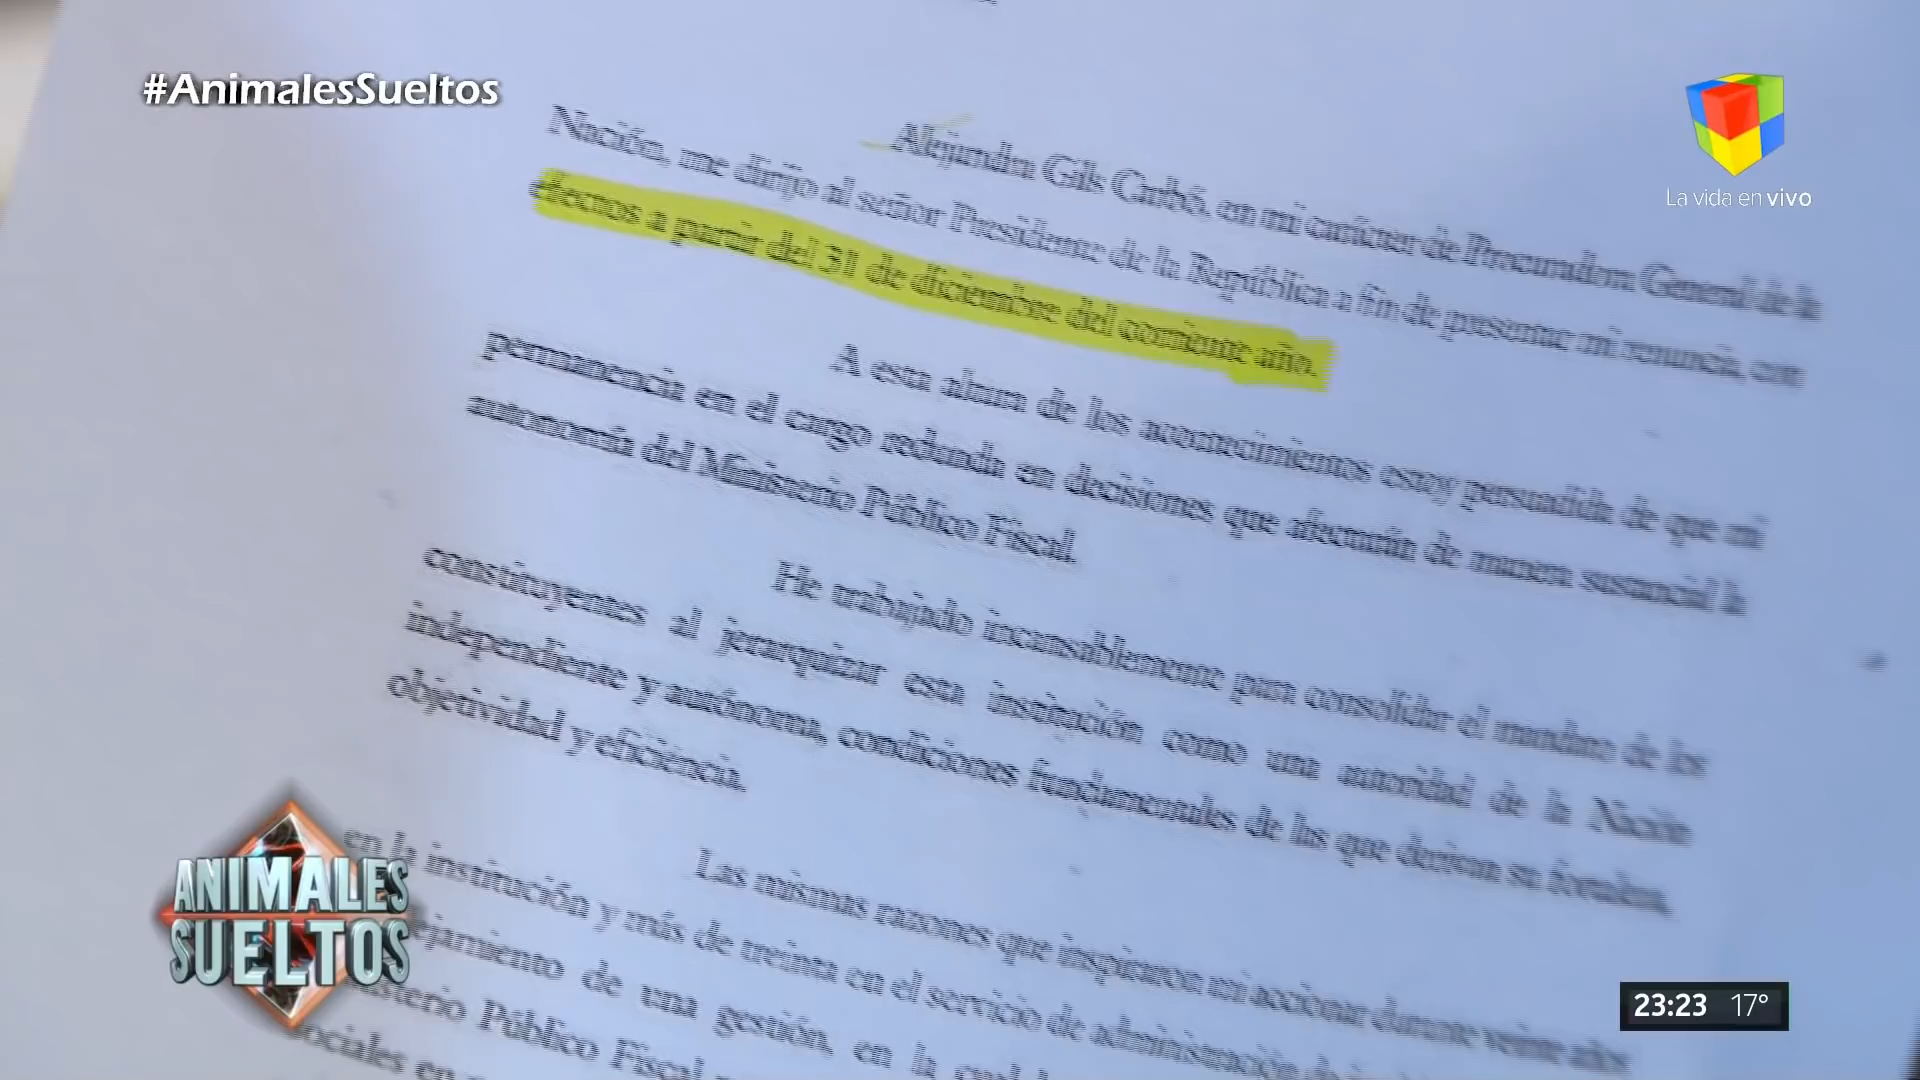 #AnimalesSueltos
La vida en vivo
Alejandra Gils Carbó, en mi carácter de Procuradora General de la
Nación, me dirijo al señor Presidente de la República a fin de presentar mi renuncia, con
efectos a partir del 31 de diciembre del corriente año.
A esta altura de los acontecimientos estoy persuadida de que mi
permanencia en el cargo redunda en decisiones que afectarán de manera sustancial la
autonomía del Ministerio Público Fiscal.
He trabajado incansablemente para consolidar el mandato de los
constituyentes al jerarquizar esta institución como una autoridad de la Nación
independiente y autónoma, condiciones fundamentales de las que derivan su fortaleza,
objetividad y eficiencia.
Las mismas razones que inspiraron mi accionar durante veinte años
en la institución y más de treinta en el servicio de administración de
de una gestión, en la cual
Público Fiscal
sociales en
ANIMALES
SUELTOS
23:23 17°